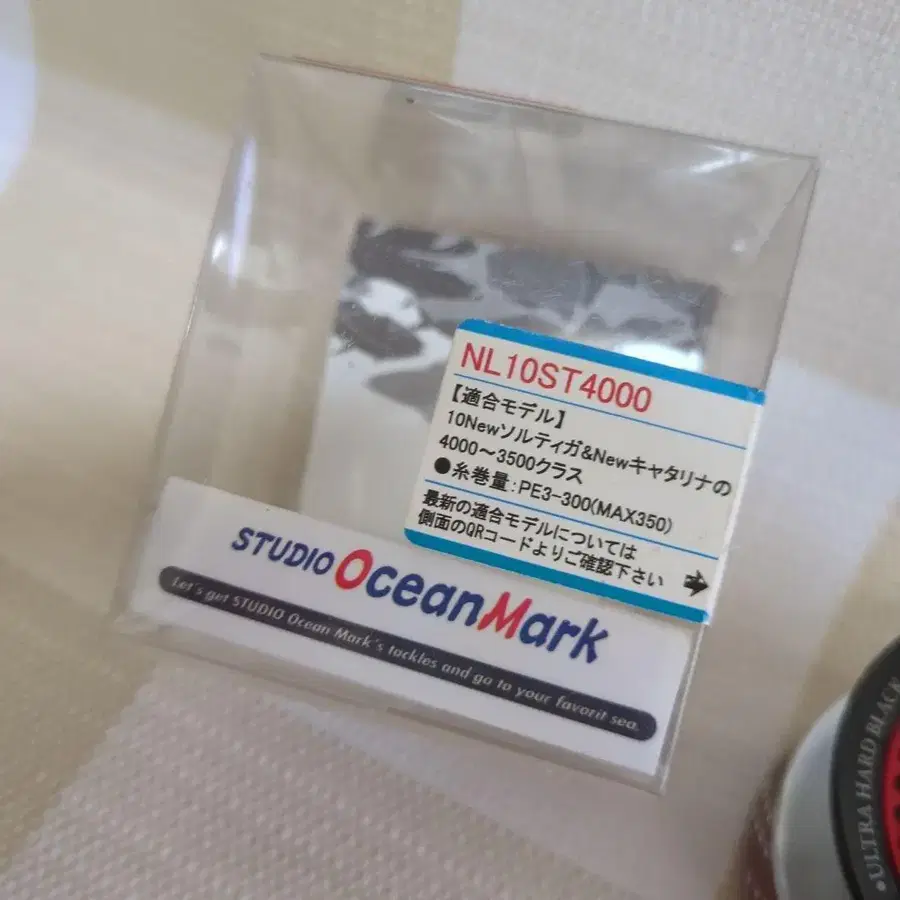 NL10ST4000
【適合モデル】
10Newソルティガ&Newキャタリナの
4000〜3500クラス
●糸巻量:PE3-300(MAX350)
最新の適合モデルについては
側面のQRコードよりご確認下さい
STUDIO OceanMark
Let's get STUDIO Ocean Mark's tackles and go to your favorit sea.
•ULTRA HARD BLACK